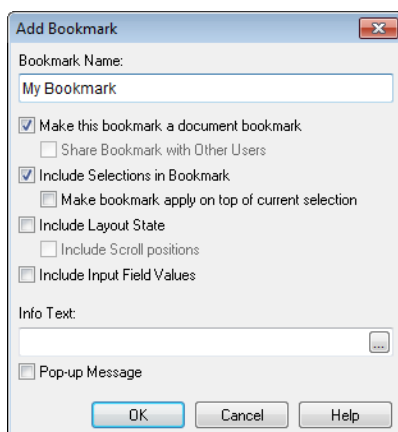 Add Bookmark
Bookmark Name:
My Bookmark
Make this bookmark a document bookmark
Share Bookmark with Other Users
Include Selections in Bookmark
Make bookmark apply on top of current selection
Include Layout State
Include Scroll positions
Include Input Field Values
Info Text:
...
Pop-up Message
OK Cancel Help